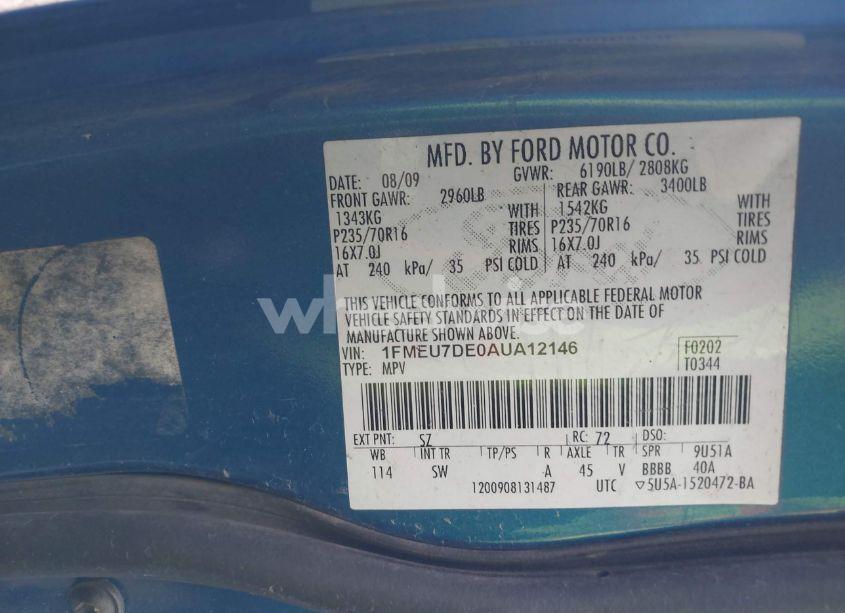 MFD. BY FORD MOTOR CO.
DATE: 08/09 GVWR: 6190LB/ 2808KG
FRONT GAWR: 2960LB REAR GAWR: 3400LB
1343KG WITH 1542KG WITH
P235/70R16 TIRES P235/70R16 TIRES
16X7.0J RIMS 16X7.0J RIMS
AT 240 kPa/ 35 PSI COLD AT 240 kPa/ 35 PSI COLD
THIS VEHICLE CONFORMS TO ALL APPLICABLE FEDERAL MOTOR
VEHICLE SAFETY STANDARDS IN EFFECT ON THE DATE OF
MANUFACTURE SHOWN ABOVE.
VIN: 1FMEU7DE0AUA12146 F0202
TYPE: MPV T0344
EXT PNT: SZ RC: 72 DSO:
WB INT TR TP/PS R AXLE TR SPR 9U51A
114 SW A 45 V BBBB 40A
1200908131487 UTC ▽5U5A-1520472-BA